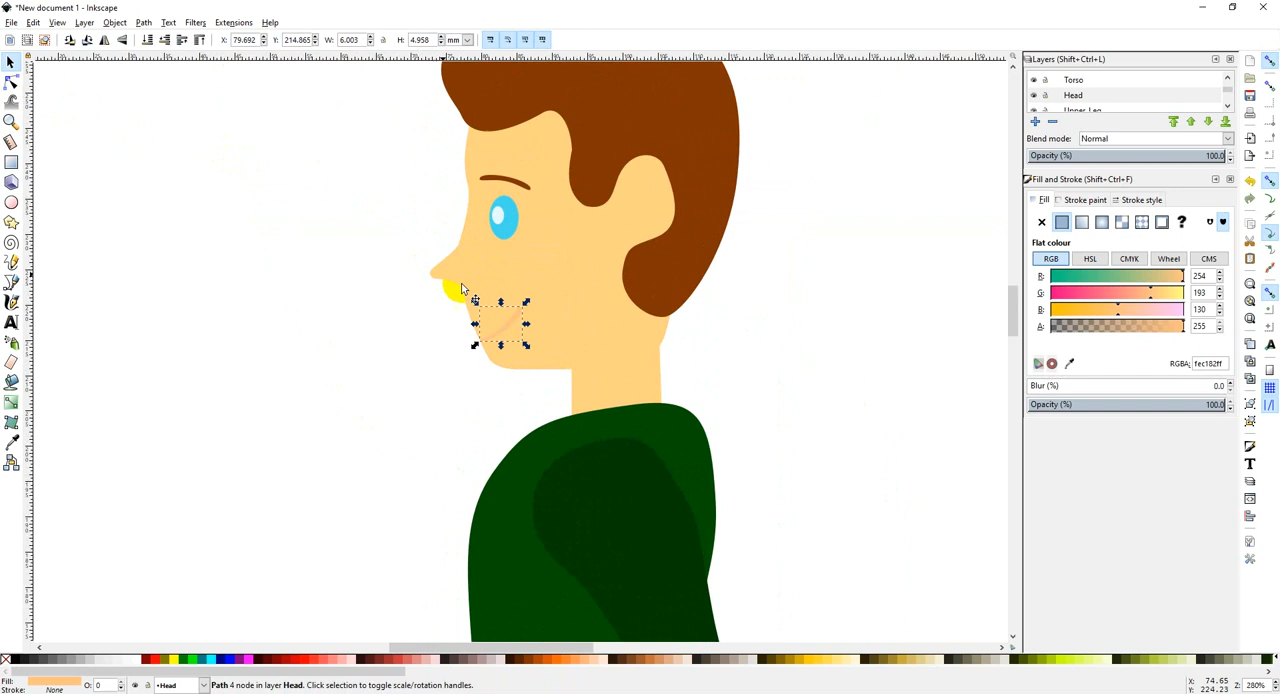 *New document 1 - Inkscape
File Edit View Layer Object Path Text Filters Extensions Help
X: 79.692 Y: 214.865 W: 6.003 H: 4.958 mm
Layers (Shift+Ctrl+L)
Torso
Head
Upper Leg
Blend mode: Normal
Opacity (%) 100.0
Fill and Stroke (Shift+Ctrl+F)
Fill Stroke paint Stroke style
?
Flat colour
RGB HSL CMYK Wheel CMS
R: 254
G: 193
B: 130
A: 255
RGBA: fec182ff
Blur (%) 0.0
Opacity (%) 100.0
Fill:
Stroke: None
O: 0
Head
Path 4 node in layer Head. Click selection to toggle scale/rotation handles.
X: 74.65
Y: 224.23
Z: 280%